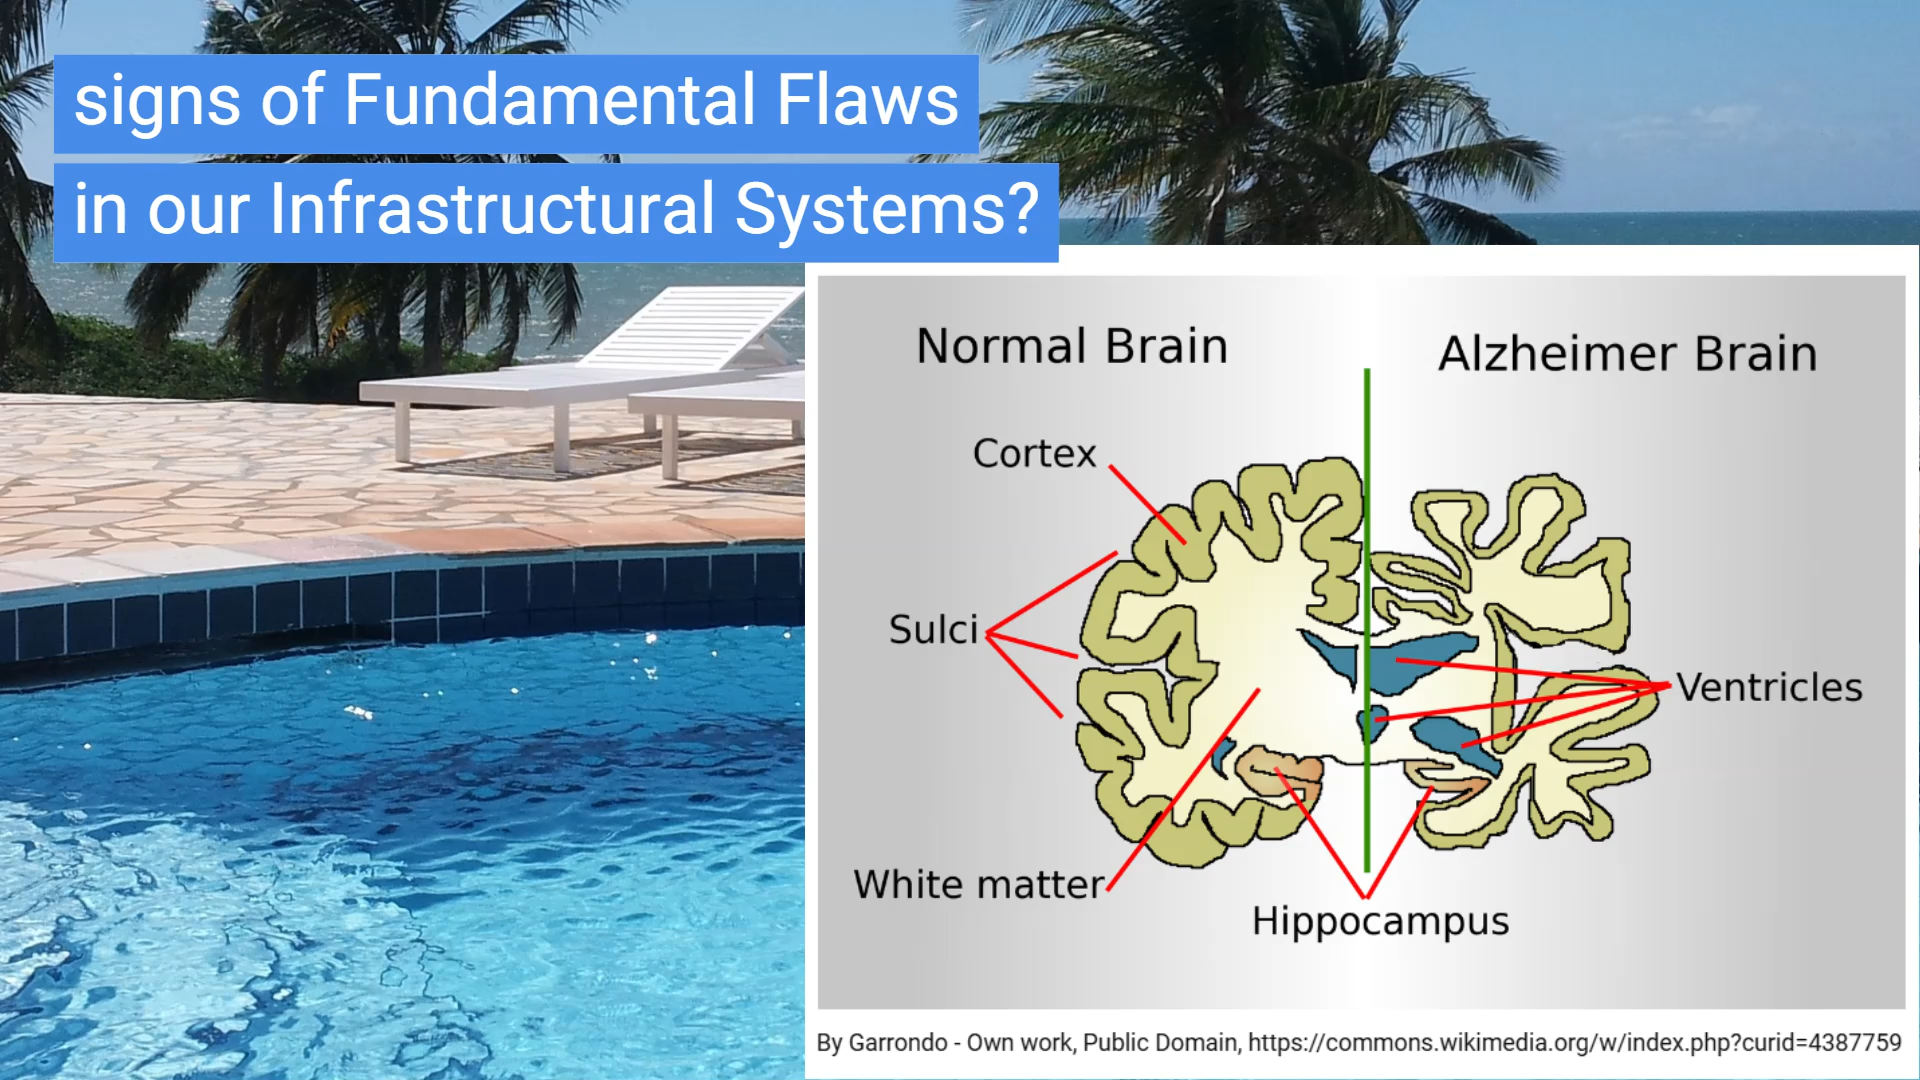 signs of Fundamental Flaws
in our Infrastructural Systems?
Normal Brain
Alzheimer Brain
Cortex
Sulci
Ventricles
White matter
Hippocampus
By Garrondo - Own work, Public Domain, https://commons.wikimedia.org/w/index.php?curid=4387759